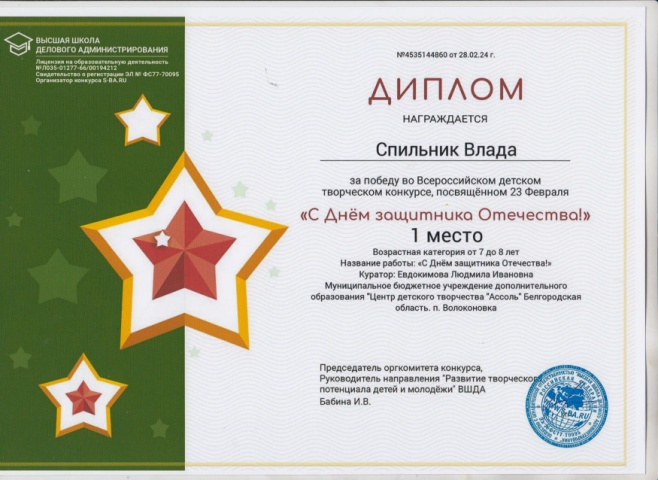 ВЫСШАЯ ШКОЛА
ДЕЛОВОГО АДМИНИСТРИРОВАНИЯ
Лицензия на образовательную деятельность
№Л035-01277-66/00194212
Свидетельство о регистрации ЭЛ № ФС77-70095
Организатор конкурса S-BA.RU
№4535144860 от 28.02.24 г.
ДИПЛОМ
НАГРАЖДАЕТСЯ
Спильник Влада
за победу во Всероссийском детском
творческом конкурсе, посвящённом 23 Февраля
«С Днём защитника Отечества!»
1 место
Возрастная категория от 7 до 8 лет
Название работы: «С Днём защитника Отечества!»
Куратор: Евдокимова Людмила Ивановна
Муниципальное бюджетное учреждение дополнительного
образования "Центр детского творчества "Ассоль" Белгородская
область. п. Волоконовка
Председатель оргкомитета конкурса,
Руководитель направления "Развитие творческого
потенциала детей и молодёжи" ВШДА
Бабина И.В.
S-BA.RU